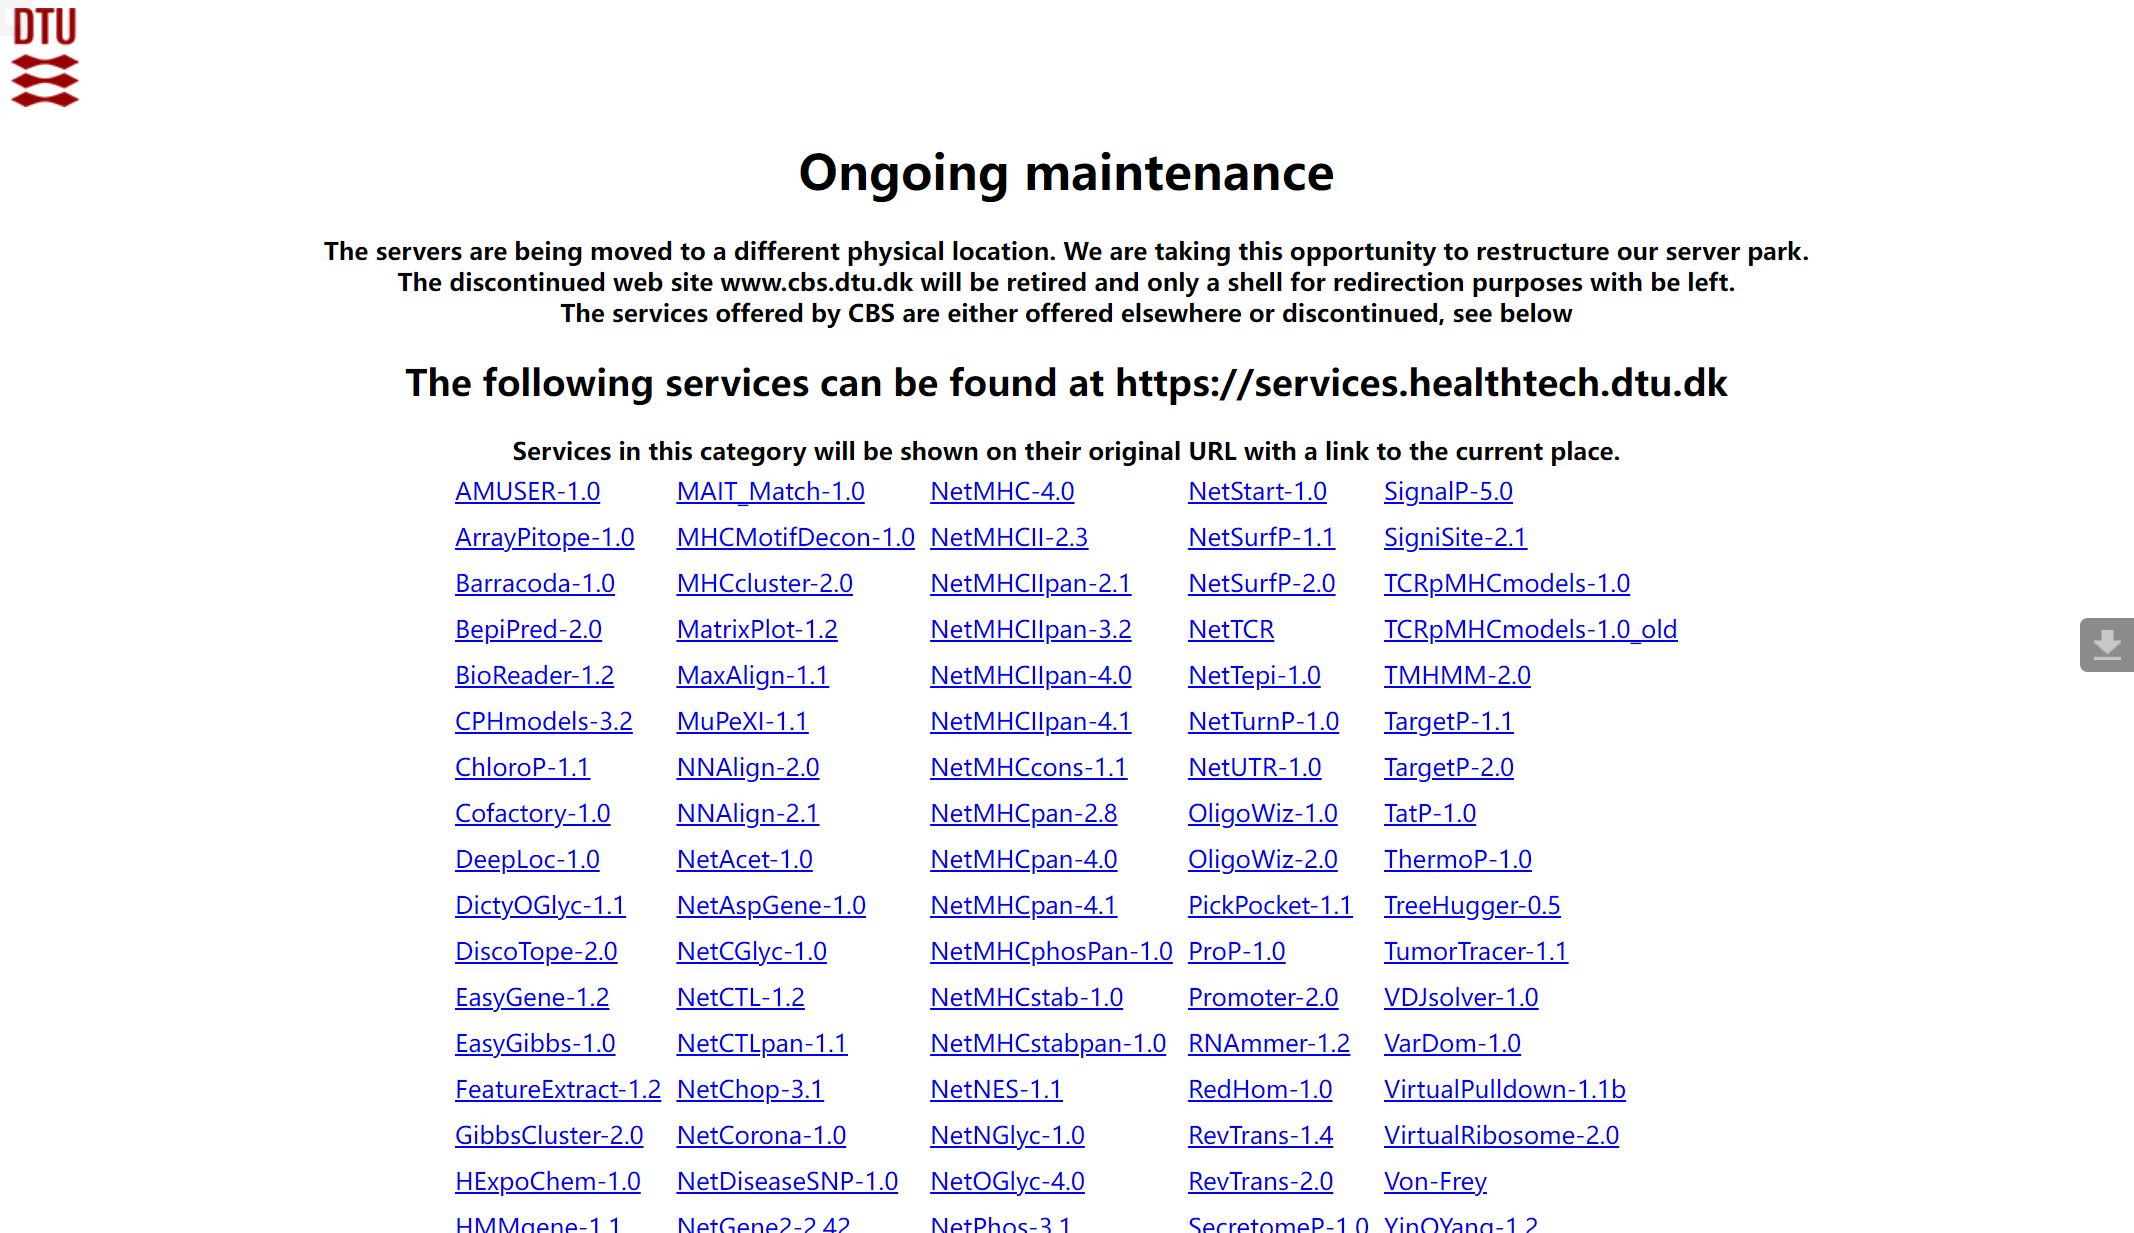 DTU
Ongoing maintenance
The servers are being moved to a different physical location. We are taking this opportunity to restructure our server park.
The discontinued web site www.cbs.dtu.dk will be retired and only a shell for redirection purposes with be left.
The services offered by CBS are either offered elsewhere or discontinued, see below
The following services can be found at https://services.healthtech.dtu.dk
Services in this category will be shown on their original URL with a link to the current place.
AMUSER-1.0 MAIT_Match-1.0 NetMHC-4.0 NetStart-1.0 SignalP-5.0
ArrayPitope-1.0 MHCMotifDecon-1.0 NetMHCII-2.3 NetSurfP-1.1 SigniSite-2.1
Barracoda-1.0 MHCcluster-2.0 NetMHCIIpan-2.1 NetSurfP-2.0 TCRpMHCmodels-1.0
BepiPred-2.0 MatrixPlot-1.2 NetMHCIIpan-3.2 NetTCR TCRpMHCmodels-1.0_old
BioReader-1.2 MaxAlign-1.1 NetMHCIIpan-4.0 NetTepi-1.0 TMHMM-2.0
CPHmodels-3.2 MuPeXI-1.1 NetMHCIIpan-4.1 NetTurnP-1.0 TargetP-1.1
ChloroP-1.1 NNAlign-2.0 NetMHCcons-1.1 NetUTR-1.0 TargetP-2.0
Cofactory-1.0 NNAlign-2.1 NetMHCpan-2.8 OligoWiz-1.0 TatP-1.0
DeepLoc-1.0 NetAcet-1.0 NetMHCpan-4.0 OligoWiz-2.0 ThermoP-1.0
DictyOGlyc-1.1 NetAspGene-1.0 NetMHCpan-4.1 PickPocket-1.1 TreeHugger-0.5
DiscoTope-2.0 NetCGlyc-1.0 NetMHCphosPan-1.0 ProP-1.0 TumorTracer-1.1
EasyGene-1.2 NetCTL-1.2 NetMHCstab-1.0 Promoter-2.0 VDJsolver-1.0
EasyGibbs-1.0 NetCTLpan-1.1 NetMHCstabpan-1.0 RNAmmer-1.2 VarDom-1.0
FeatureExtract-1.2 NetChop-3.1 NetNES-1.1 RedHom-1.0 VirtualPulldown-1.1b
GibbsCluster-2.0 NetCorona-1.0 NetNGlyc-1.0 RevTrans-1.4 VirtualRibosome-2.0
HExpoChem-1.0 NetDiseaseSNP-1.0 NetOGlyc-4.0 RevTrans-2.0 Von-Frey
HMMgene-1.1 NetGene2-2.42 NetPhos-3.1 SecretomeP-1.0 YinOYang-1.2